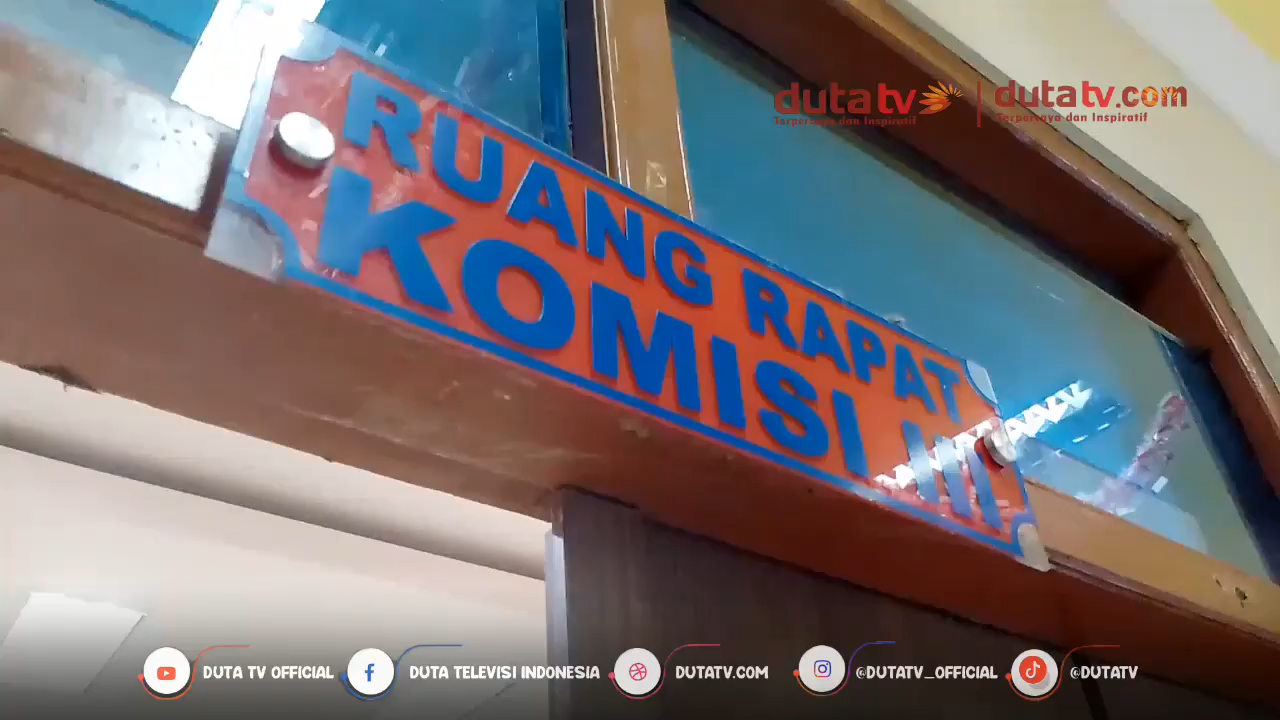 dutatv | dutatv.com
Terpercaya dan Inspiratif Terpercaya dan Inspiratif
RUANG RAPAT
KOMISI III
DUTA TV OFFICIAL DUTA TELEVISI INDONESIA DUTATV.COM @DUTATV_OFFICIAL @DUTATV